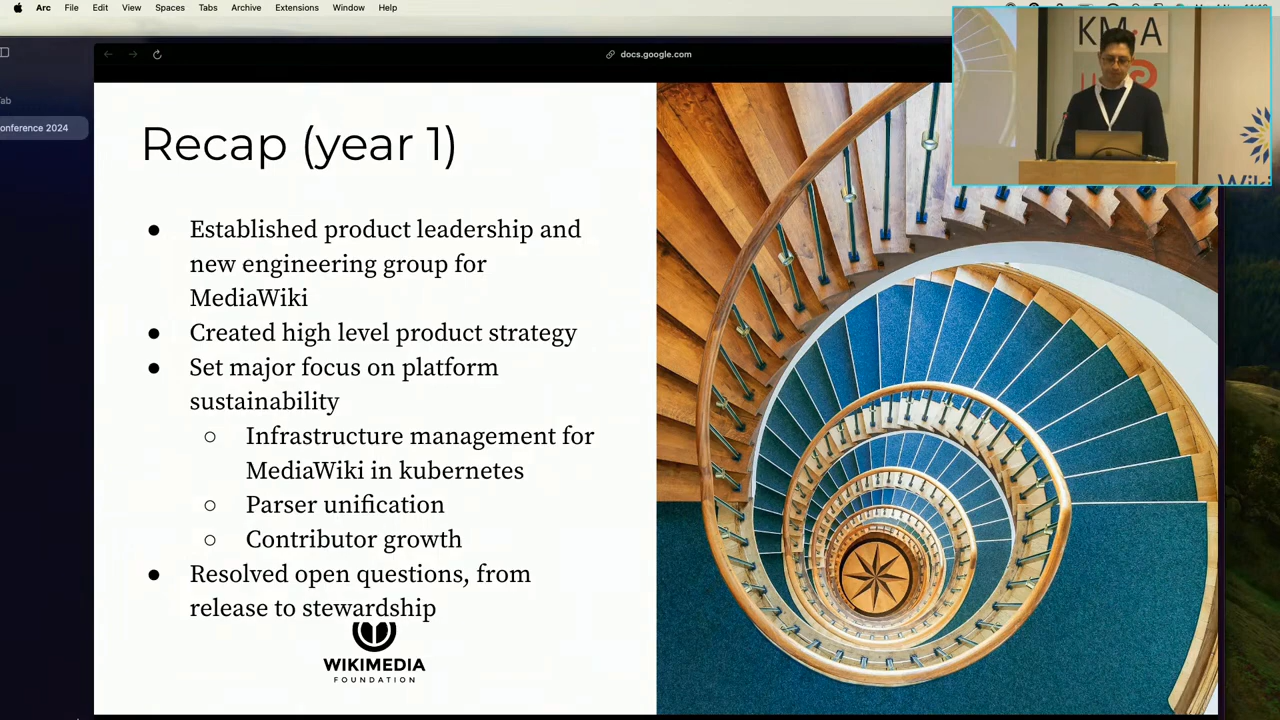 Arc File Edit View Spaces Tabs Archive Extensions Window Help
docs.google.com
Tab
onference 2024
Recap (year 1)
● Established product leadership and
new engineering group for
MediaWiki
● Created high level product strategy
● Set major focus on platform
sustainability
○ Infrastructure management for
MediaWiki in kubernetes
○ Parser unification
○ Contributor growth
● Resolved open questions, from
release to stewardship
WIKIMEDIA
FOUNDATION
KM A
Wiki